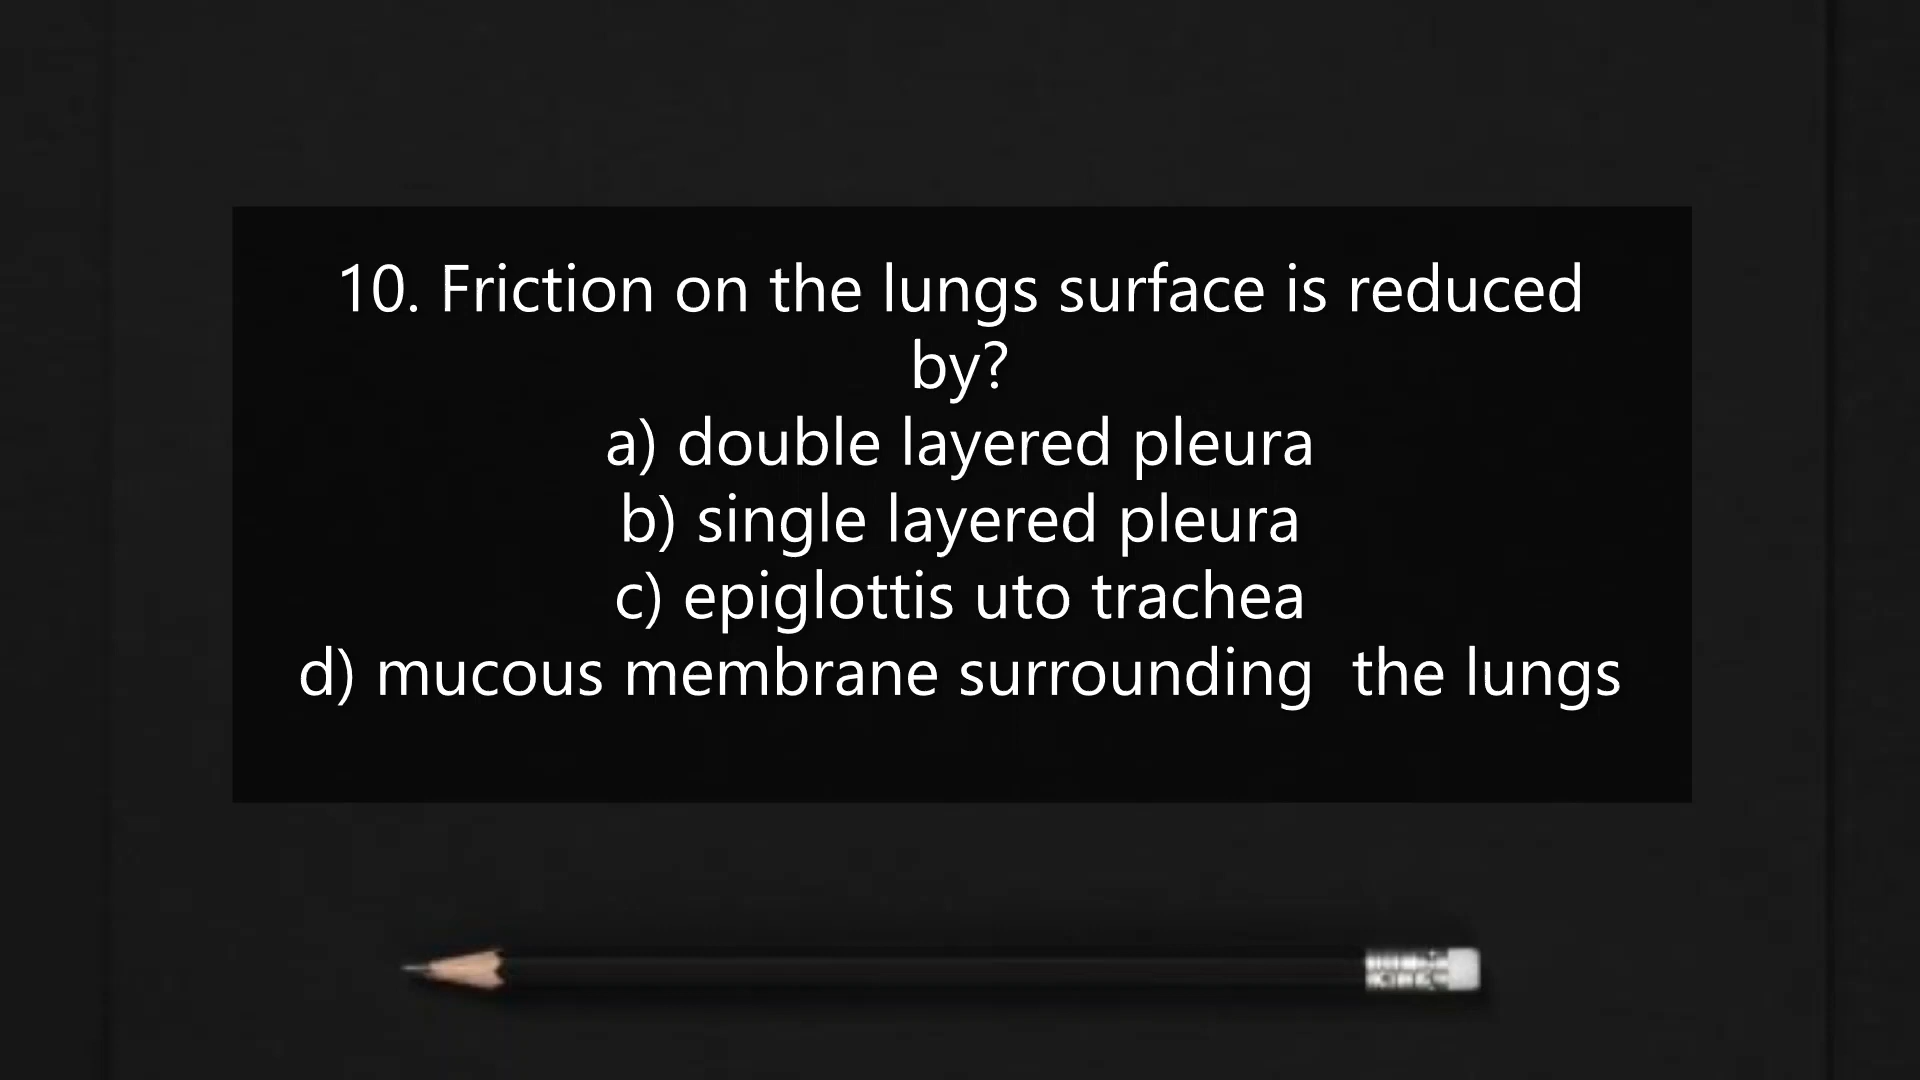 10. Friction on the lungs surface is reduced
by?
a) double layered pleura
b) single layered pleura
c) epiglottis uto trachea
d) mucous membrane surrounding  the lungs